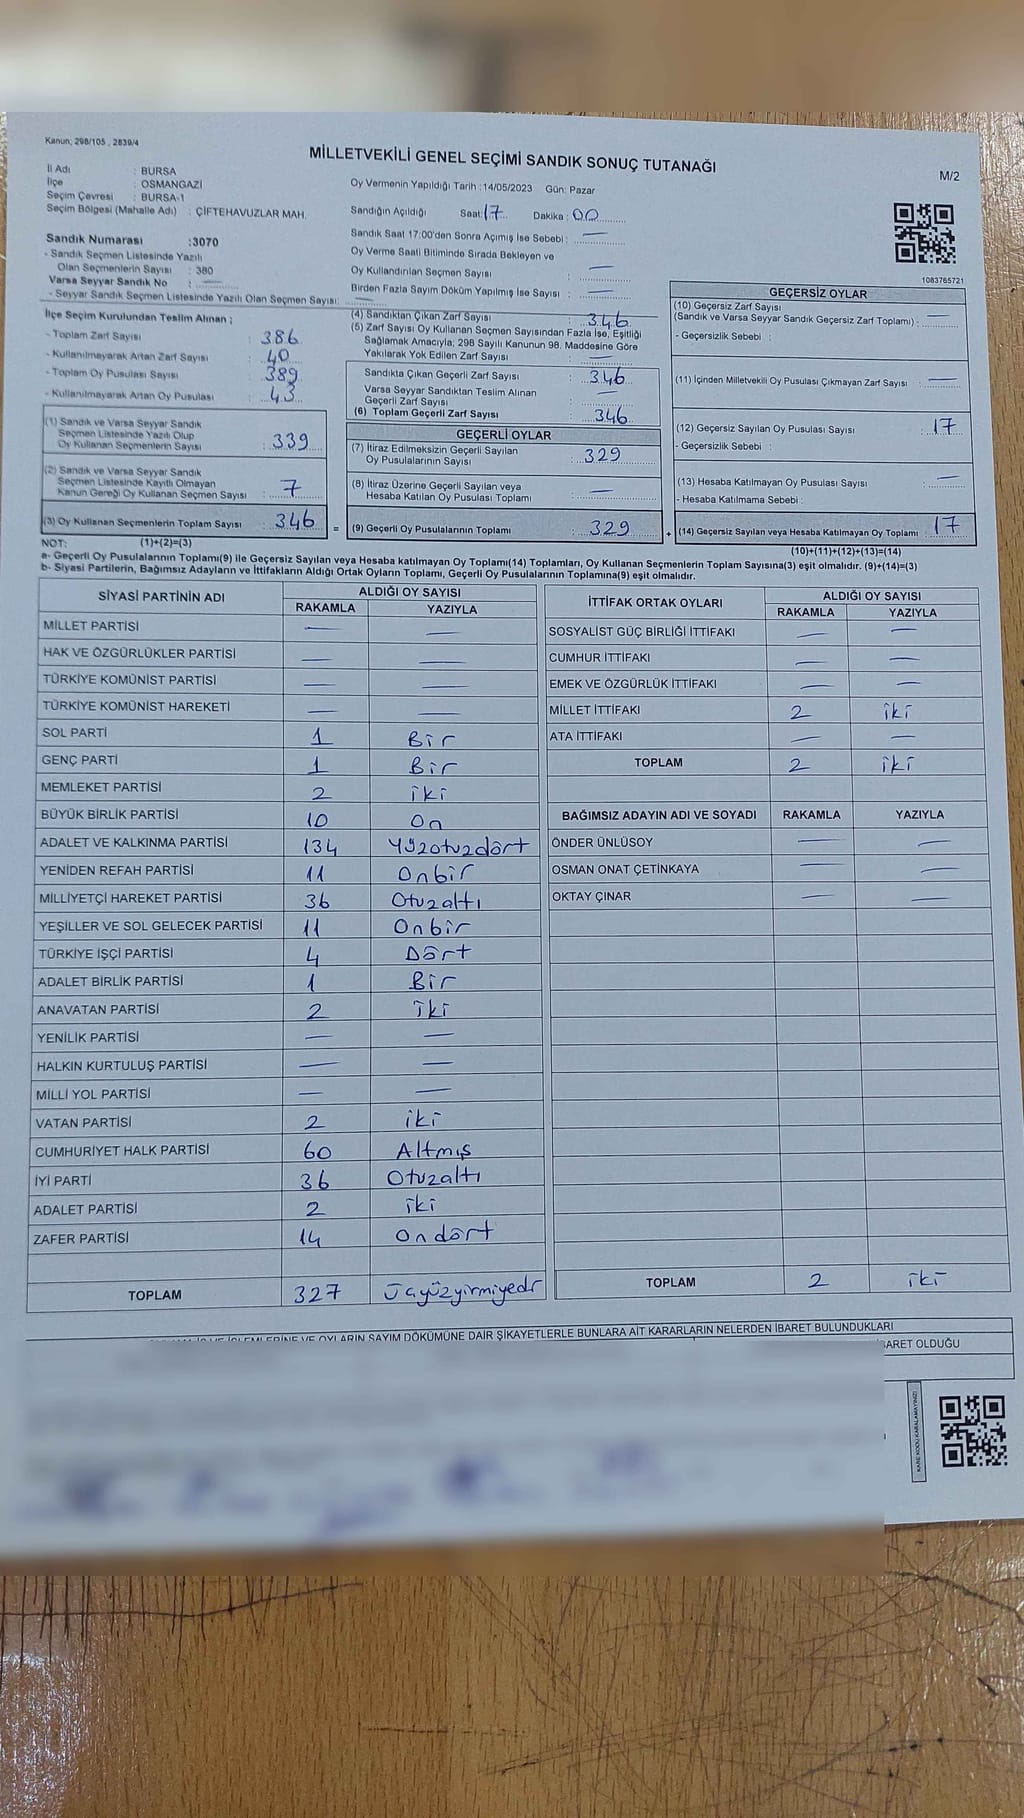 Kanun; 298/105 , 2839/4
MİLLETVEKİLİ GENEL SEÇİMİ SANDIK SONUÇ TUTANAĞI
M/2
İl Adı : BURSA
İlçe : OSMANGAZİ
Seçim Çevresi : BURSA-1
Seçim Bölgesi (Mahalle Adı) : ÇİFTEHAVUZLAR MAH.
Sandık Numarası :3070
- Sandık Seçmen Listesinde Yazılı
Olan Seçmenlerin Sayısı : 380
Varsa Seyyar Sandık No : —
- Seyyar Sandık Seçmen Listesinde Yazılı Olan Seçmen Sayısı: —
Oy Vermenin Yapıldığı Tarih :14/05/2023 Gün: Pazar
Sandığın Açıldığı Saat: 17 Dakika : 00
Sandık Saat 17:00'den Sonra Açılmış İse Sebebi : —
Oy Verme Saati Bitiminde Sırada Bekleyen ve
Oy Kullandırılan Seçmen Sayısı : —
Birden Fazla Sayım Döküm Yapılmış İse Sayısı : —
1083765721
İlçe Seçim Kurulundan Teslim Alınan ;
- Toplam Zarf Sayısı : 386
- Kullanılmayarak Artan Zarf Sayısı : 40
- Toplam Oy Pusulası Sayısı : 389
- Kullanılmayarak Artan Oy Pusulası : 43
(1) Sandık ve Varsa Seyyar Sandık
Seçmen Listesinde Yazılı Olup
Oy Kullanan Seçmenlerin Sayısı : 339
(2) Sandık ve Varsa Seyyar Sandık
Seçmen Listesinde Kayıtlı Olmayan
Kanun Gereği Oy Kullanan Seçmen Sayısı : 7
(3) Oy Kullanan Seçmenlerin Toplam Sayısı : 346
(4) Sandıktan Çıkan Zarf Sayısı : 346
(5) Zarf Sayısı Oy Kullanan Seçmen Sayısından Fazla İse, Eşitliği
Sağlamak Amacıyla; 298 Sayılı Kanunun 98. Maddesine Göre
Yakılarak Yok Edilen Zarf Sayısı : —
Sandıkta Çıkan Geçerli Zarf Sayısı : 346
Varsa Seyyar Sandıktan Teslim Alınan
Geçerli Zarf Sayısı : —
(6) Toplam Geçerli Zarf Sayısı : 346
GEÇERLİ OYLAR
(7) İtiraz Edilmeksizin Geçerli Sayılan
Oy Pusulalarının Sayısı : 329
(8) İtiraz Üzerine Geçerli Sayılan veya
Hesaba Katılan Oy Pusulası Toplamı : —
= (9) Geçerli Oy Pusulalarının Toplamı : 329
GEÇERSİZ OYLAR
(10) Geçersiz Zarf Sayısı
(Sandık ve Varsa Seyyar Sandık Geçersiz Zarf Toplamı) : —
- Geçersizlik Sebebi :
(11) İçinden Milletvekili Oy Pusulası Çıkmayan Zarf Sayısı : —
(12) Geçersiz Sayılan Oy Pusulası Sayısı : 17
- Geçersizlik Sebebi :
(13) Hesaba Katılmayan Oy Pusulası Sayısı : —
- Hesaba Katılmama Sebebi :
+ (14) Geçersiz Sayılan veya Hesaba Katılmayan Oy Toplamı : 17
NOT: (1)+(2)=(3)
(10)+(11)+(12)+(13)=(14)
a- Geçerli Oy Pusulalarının Toplamı(9) ile Geçersiz Sayılan veya Hesaba katılmayan Oy Toplamı(14) Toplamları, Oy Kullanan Seçmenlerin Toplam Sayısına(3) eşit olmalıdır. (9)+(14)=(3)
b- Siyasi Partilerin, Bağımsız Adayların ve İttifakların Aldığı Ortak Oyların Toplamı, Geçerli Oy Pusulalarının Toplamına(9) eşit olmalıdır.
SİYASİ PARTİNİN ADI ALDIĞI OY SAYISI
RAKAMLA YAZIYLA
MİLLET PARTİSİ — —
HAK VE ÖZGÜRLÜKLER PARTİSİ — —
TÜRKİYE KOMÜNİST PARTİSİ — —
TÜRKİYE KOMÜNİST HAREKETİ — —
SOL PARTİ 1 Bir
GENÇ PARTİ 1 Bir
MEMLEKET PARTİSİ 2 iki
BÜYÜK BİRLİK PARTİSİ 10 On
ADALET VE KALKINMA PARTİSİ 134 Yüzotuzdört
YENİDEN REFAH PARTİSİ 11 Onbir
MİLLİYETÇİ HAREKET PARTİSİ 36 Otuzaltı
YEŞİLLER VE SOL GELECEK PARTİSİ 11 Onbir
TÜRKİYE İŞÇİ PARTİSİ 4 Dört
ADALET BİRLİK PARTİSİ 1 Bir
ANAVATAN PARTİSİ 2 İki
YENİLİK PARTİSİ — —
HALKIN KURTULUŞ PARTİSİ — —
MİLLİ YOL PARTİSİ — —
VATAN PARTİSİ 2 iki
CUMHURİYET HALK PARTİSİ 60 Altmış
İYİ PARTİ 36 Otuzaltı
ADALET PARTİSİ 2 iki
ZAFER PARTİSİ 14 Ondört
TOPLAM 327 Üçyüzyirmiyedi
İTTİFAK ORTAK OYLARI ALDIĞI OY SAYISI
RAKAMLA YAZIYLA
SOSYALİST GÜÇ BİRLİĞİ İTTİFAKI — —
CUMHUR İTTİFAKI — —
EMEK VE ÖZGÜRLÜK İTTİFAKI — —
MİLLET İTTİFAKI 2 iki
ATA İTTİFAKI — —
TOPLAM 2 iki
BAĞIMSIZ ADAYIN ADI VE SOYADI RAKAMLA YAZIYLA
ÖNDER ÜNLÜSOY — —
OSMAN ONAT ÇETİNKAYA — —
OKTAY ÇINAR — —
TOPLAM 2 iki
İŞLEMLERİNE VE OYLARIN SAYIM DÖKÜMÜNE DAİR ŞİKAYETLERLE BUNLARA AİT KARARLARIN NELERDEN İBARET BULUNDUKLARI
OLDUĞU
KARE KODU KARALAMAYINIZ!